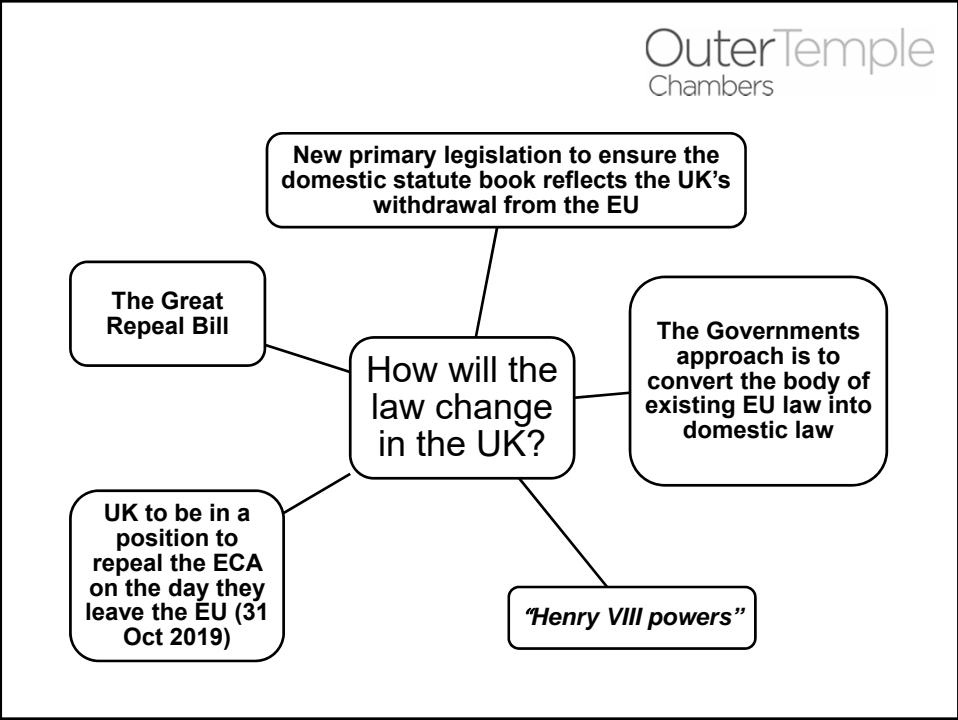 OuterTemple
Chambers
New primary legislation to ensure the
domestic statute book reflects the UK’s
withdrawal from the EU
The Great
Repeal Bill
How will the
law change
in the UK?
The Governments
approach is to
convert the body of
existing EU law into
domestic law
UK to be in a
position to
repeal the ECA
on the day they
leave the EU (31
Oct 2019)
“Henry VIII powers”